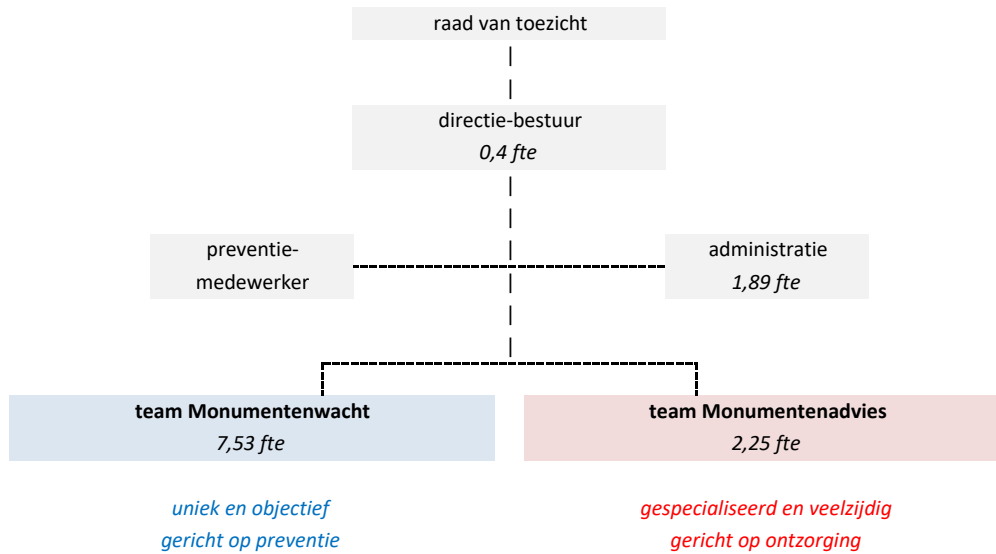 raad van toezicht
directie-bestuur
0,4 fte
preventie-
medewerker
administratie
1,89 fte
team Monumentenwacht
7,53 fte
team Monumentenadvies
2,25 fte
uniek en objectief
gericht op preventie
gespecialiseerd en veelzijdig
gericht op ontzorging